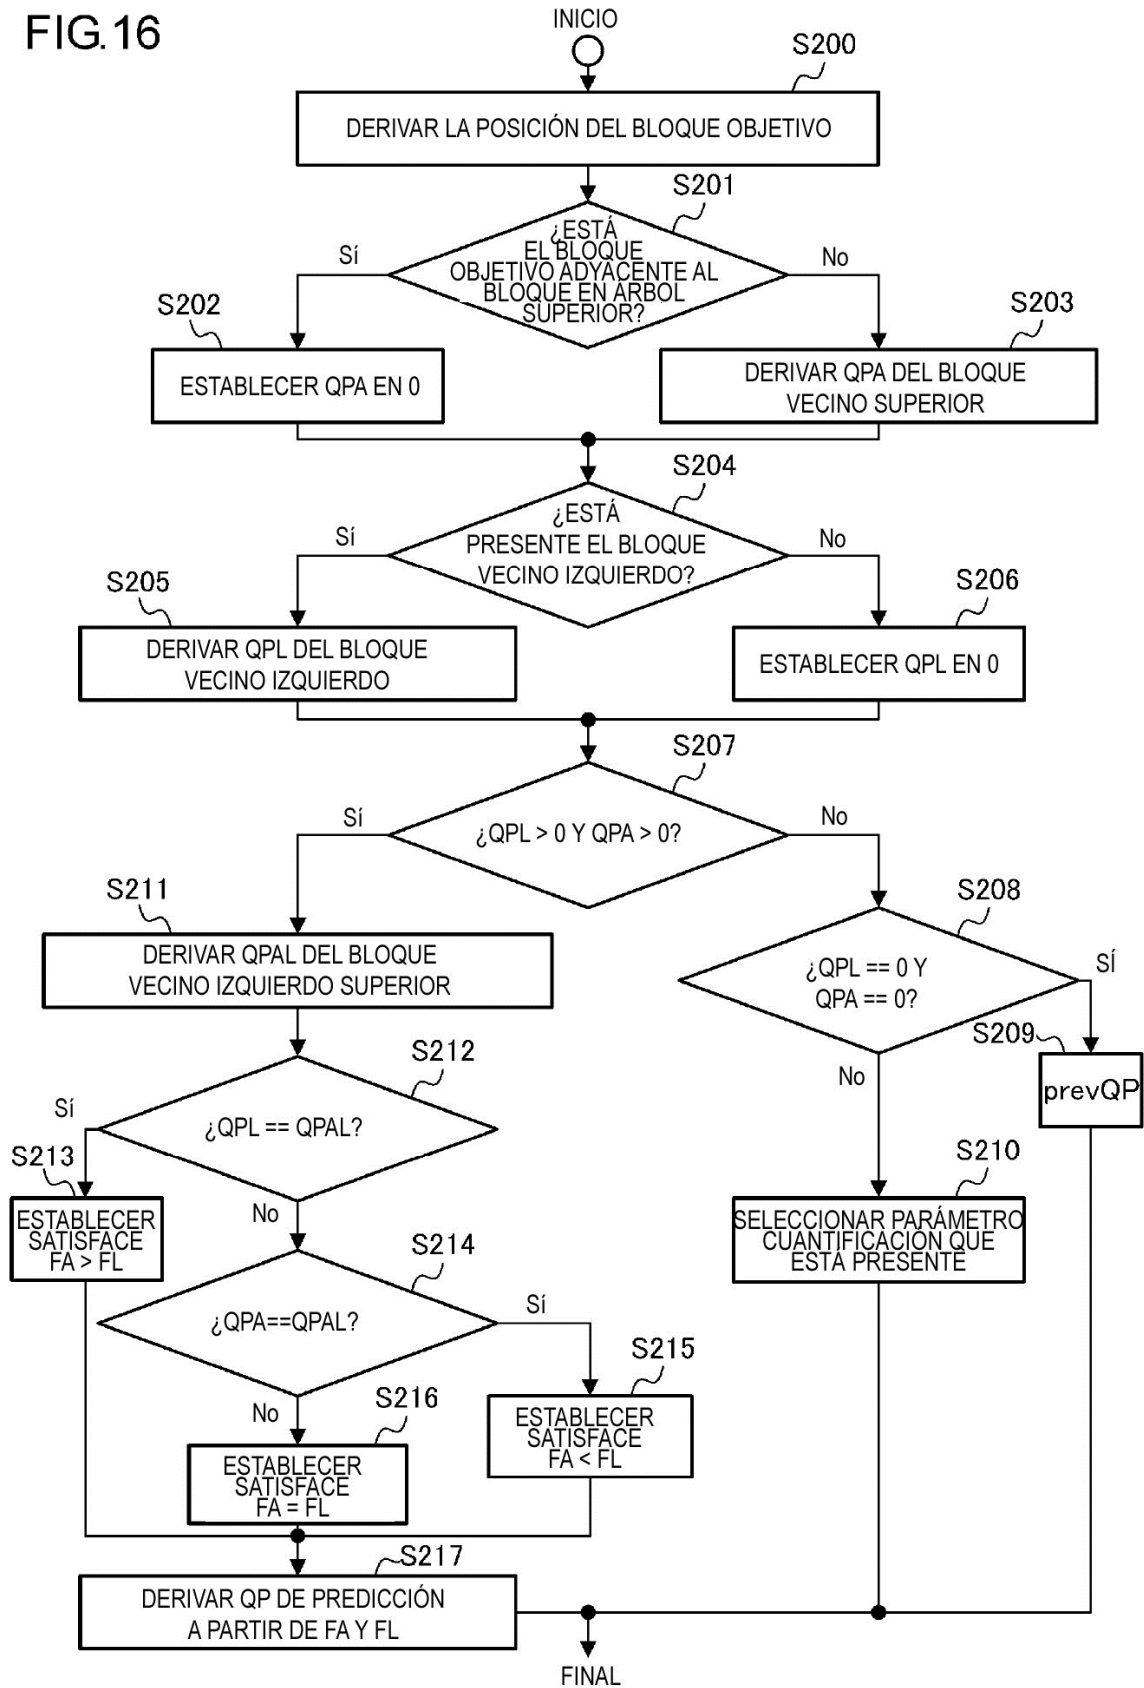 FIG.16
INICIO
S200
DERIVAR LA POSICIÓN DEL BLOQUE OBJETIVO
S201
¿ESTÁ
EL BLOQUE
OBJETIVO ADYACENTE AL
BLOQUE EN ÁRBOL
SUPERIOR?
Sí
No
S202
ESTABLECER QPA EN 0
S203
DERIVAR QPA DEL BLOQUE
VECINO SUPERIOR
S204
¿ESTÁ
PRESENTE EL BLOQUE
VECINO IZQUIERDO?
Sí
No
S205
DERIVAR QPL DEL BLOQUE
VECINO IZQUIERDO
S206
ESTABLECER QPL EN 0
S207
¿QPL > 0 Y QPA > 0?
Sí
No
S211
DERIVAR QPAL DEL BLOQUE
VECINO IZQUIERDO SUPERIOR
S208
¿QPL == 0 Y
QPA == 0?
SÍ
No
S209
prevQP
S212
¿QPL == QPAL?
Sí
No
S213
ESTABLECER
SATISFACE
FA > FL
S210
SELECCIONAR PARÁMETRO
CUANTIFICACIÓN QUE
ESTÁ PRESENTE
S214
¿QPA==QPAL?
Sí
No
S215
ESTABLECER
SATISFACE
FA < FL
S216
ESTABLECER
SATISFACE
FA = FL
S217
DERIVAR QP DE PREDICCIÓN
A PARTIR DE FA Y FL
FINAL